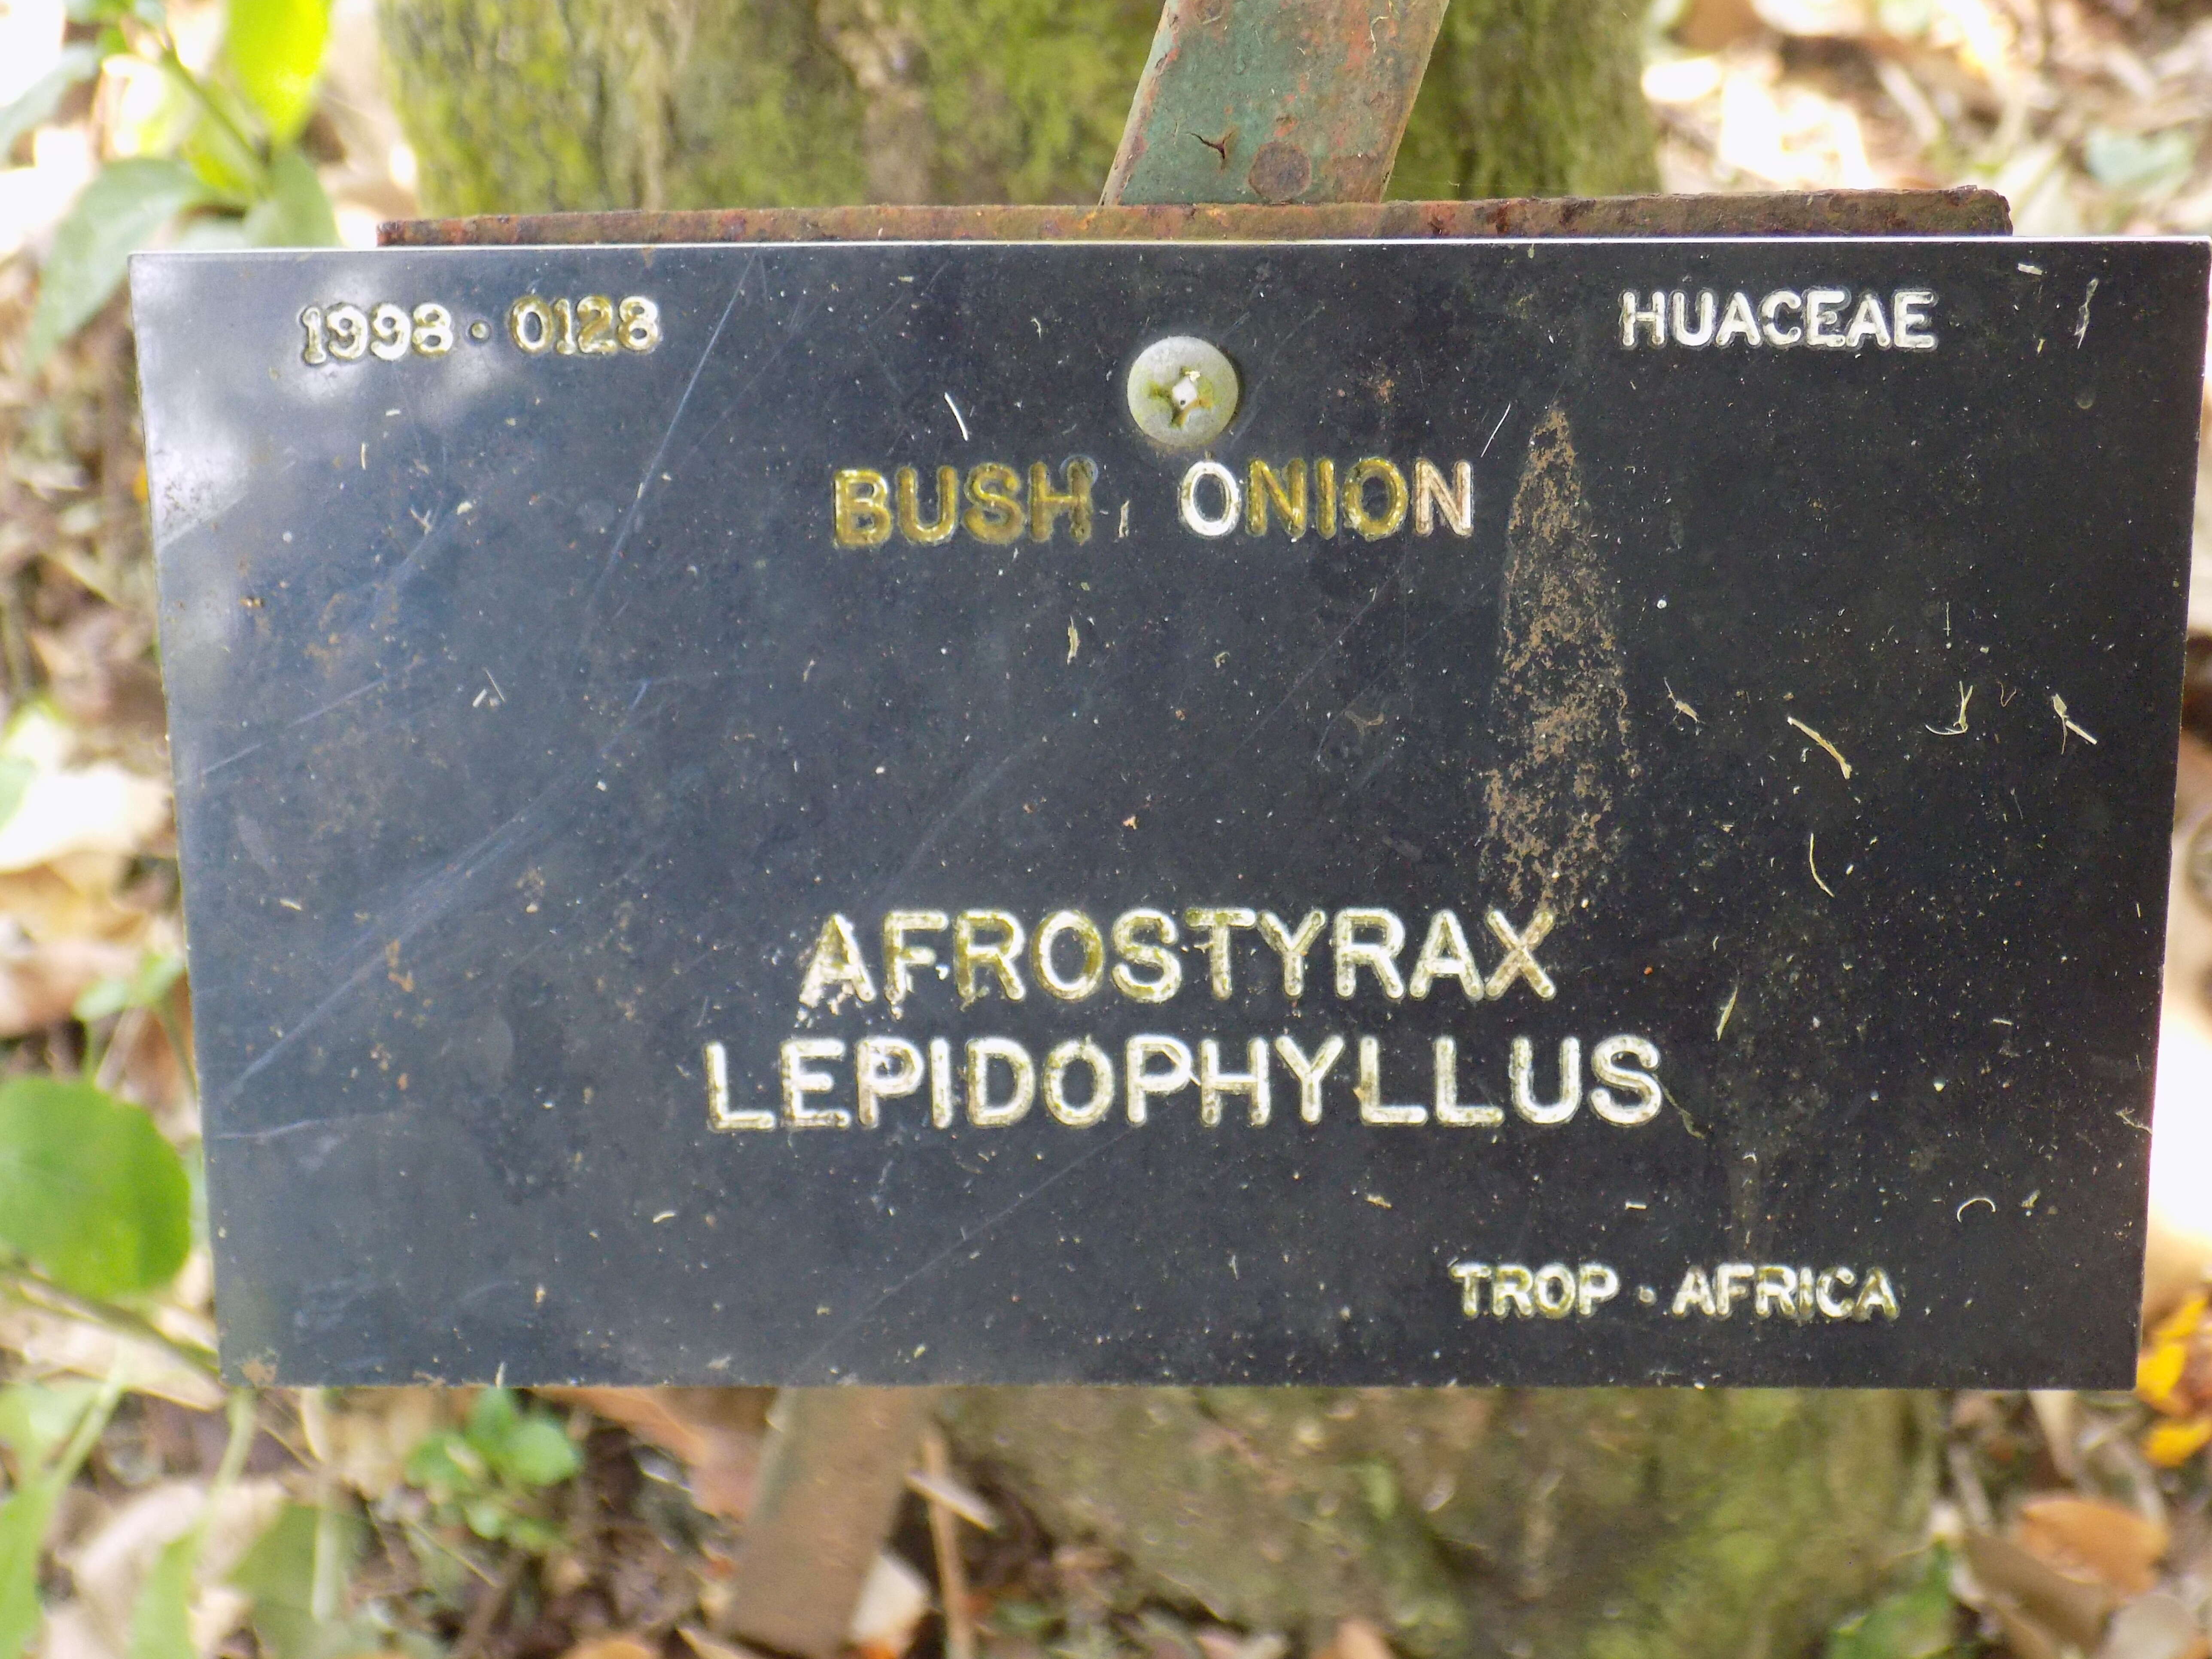 1998·0128
HUACEAE
BUSH ONION
AFROSTYRAX
LEPIDOPHYLLUS
TROP·AFRICA